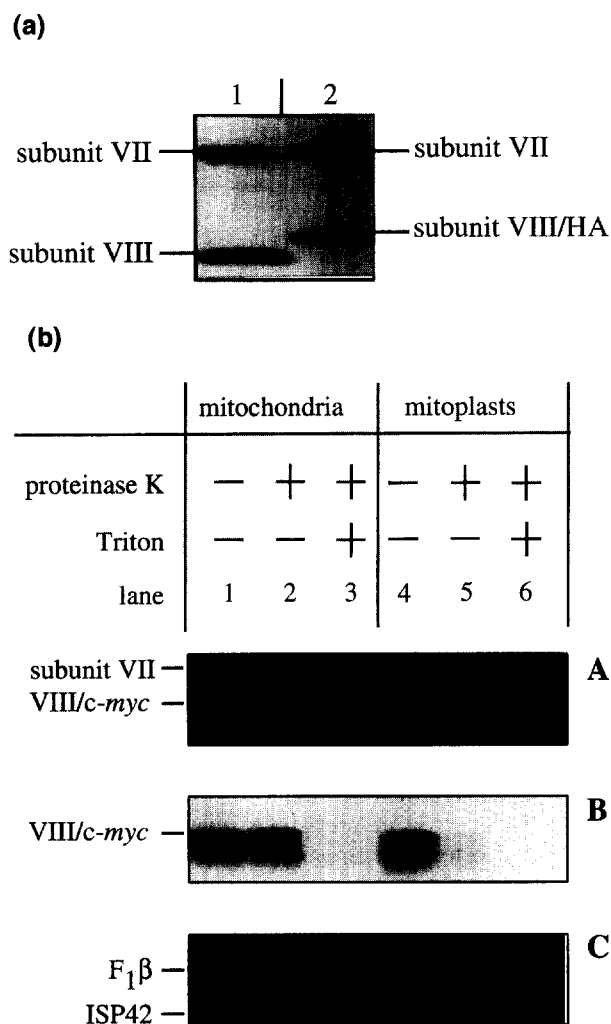 (a)
1 2
subunit VII subunit VII
subunit VIII/HA
subunit VIII
(b)
mitochondria mitoplasts
proteinase K − + + − + +
Triton − − + − − +
lane 1 2 3 4 5 6
subunit VII A
VIII/c-myc
VIII/c-myc B
F₁β C
ISP42